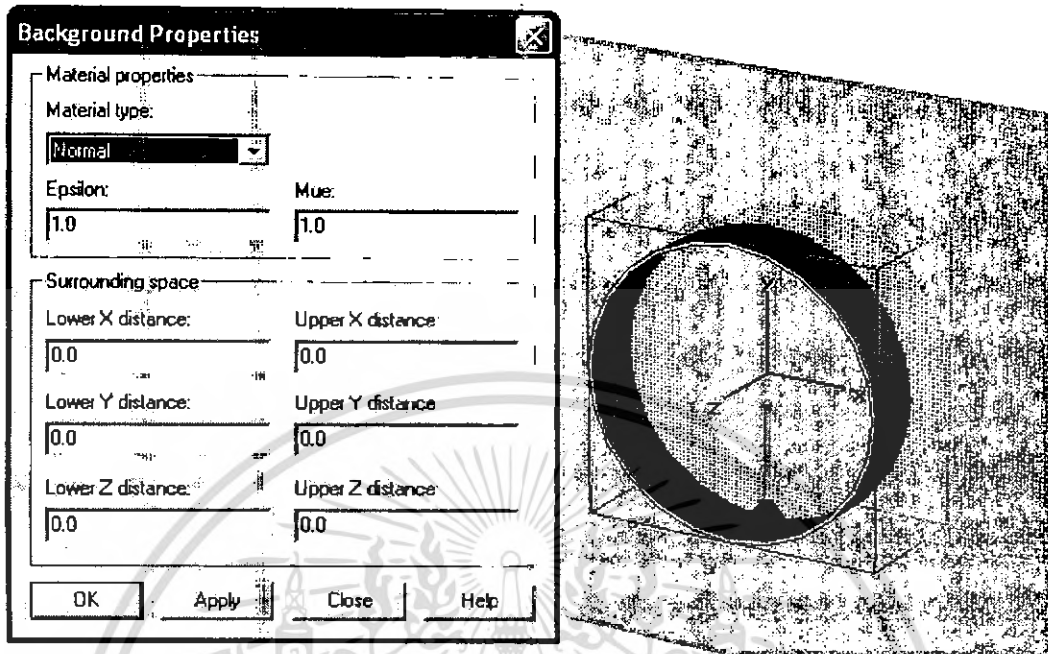 Background Properties
Material properties
Material type:
Normal
Epsilon: Mue:
1.0 1.0
Surrounding space
Lower X distance: Upper X distance
0.0 0.0
Lower Y distance: Upper Y distance
0.0 0.0
Lower Z distance: Upper Z distance
0.0 0.0
OK Apply Close Help
Y
X
Z